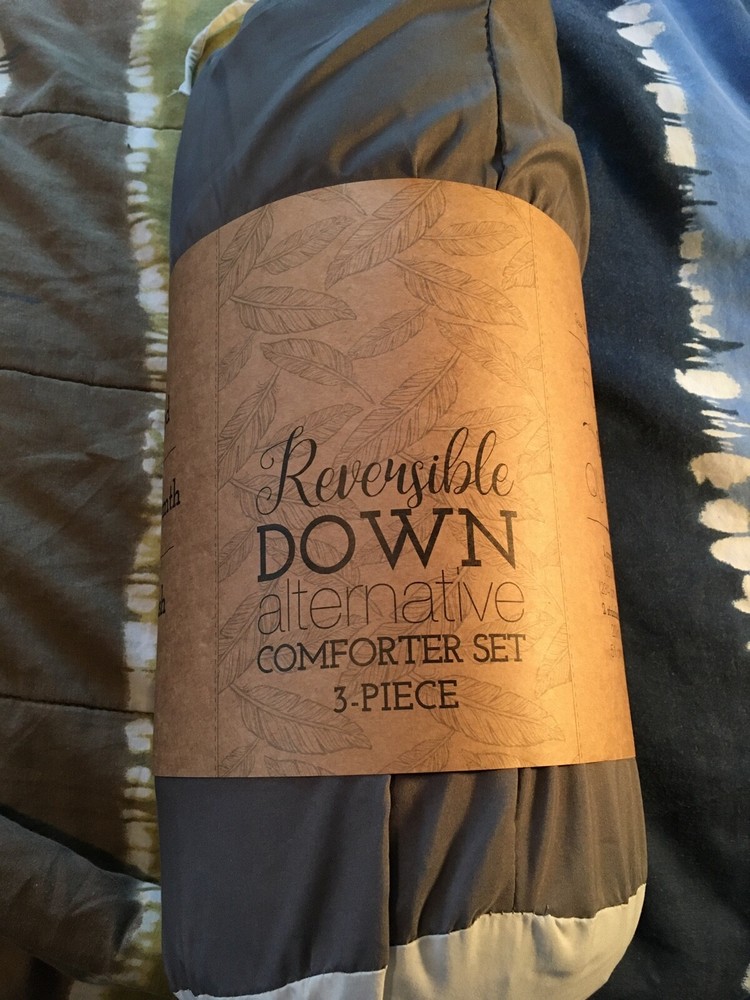 Reversible
DOWN
alternative
COMFORTER SET
3-PIECE